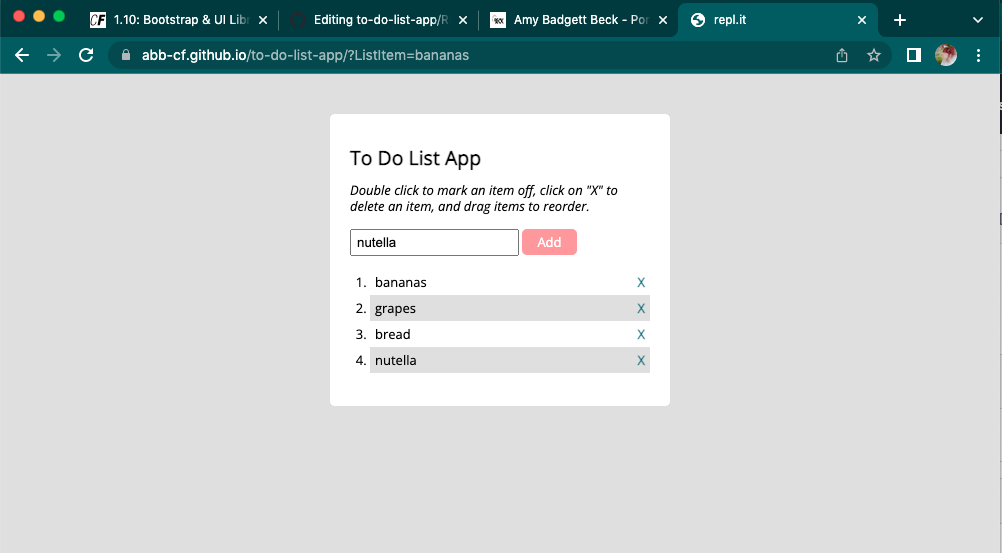 CF 1.10: Bootstrap & UI Libr
Editing to-do-list-app/R
Amy Badgett Beck - Por
repl.it
abb-cf.github.io/to-do-list-app/?ListItem=bananas
To Do List App
Double click to mark an item off, click on "X" to
delete an item, and drag items to reorder.
nutella Add
1. bananas X
2. grapes X
3. bread X
4. nutella X